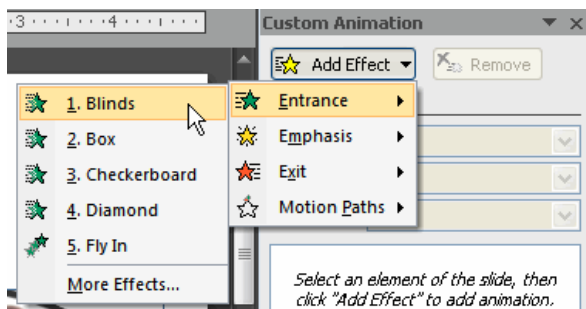 3 4
Custom Animation
Add Effect
Remove
1. Blinds
2. Box
3. Checkerboard
4. Diamond
5. Fly In
More Effects...
Entrance
Emphasis
Exit
Motion Paths
Select an element of the slide, then
click "Add Effect" to add animation.